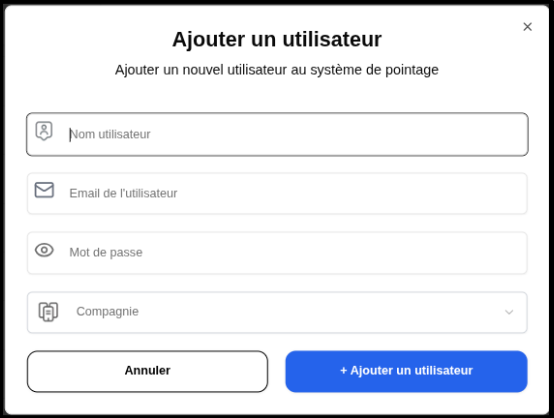 Ajouter un utilisateur
Ajouter un nouvel utilisateur au système de pointage
Nom utilisateur
Email de l'utilisateur
Mot de passe
Compagnie
Annuler
+ Ajouter un utilisateur